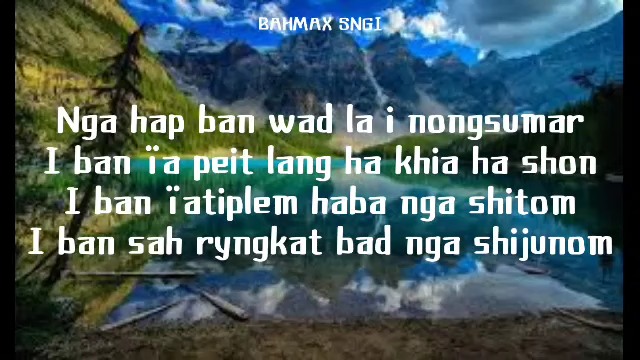 BAHMAX SNGI
Nga hap ban wad la i nongsumar
I ban ïa peit lang ha khia ha shon
I ban ïatiplem haba nga shitom
I ban sah ryngkat bad nga shijunom